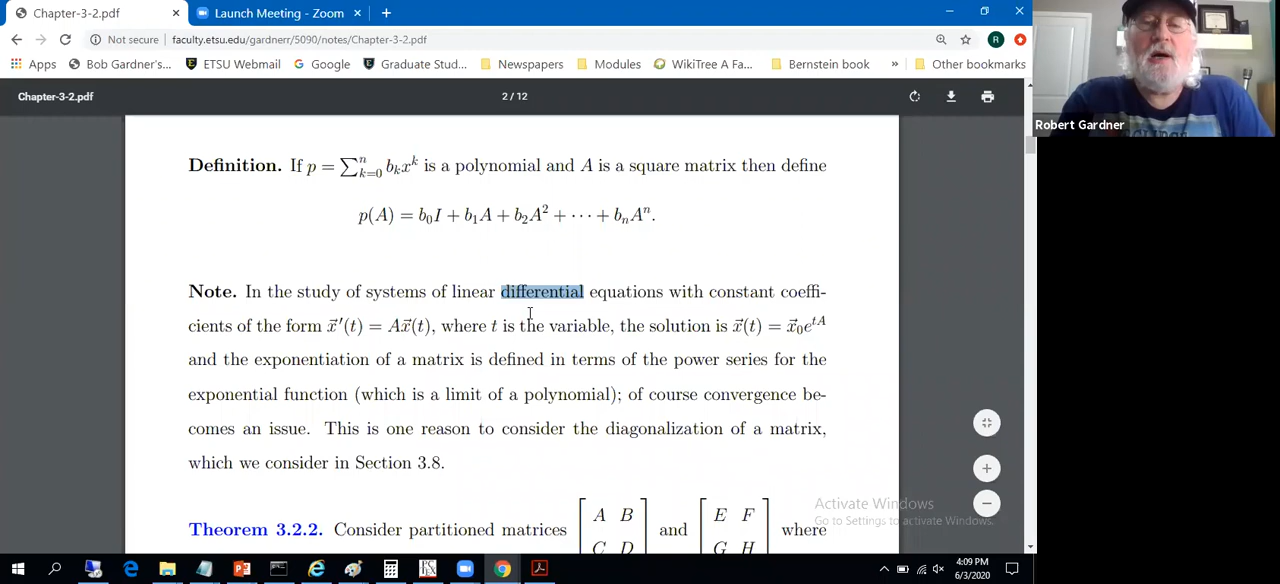 Chapter-3-2.pdf
Launch Meeting - Zoom
Not secure | faculty.etsu.edu/gardnerr/5090/notes/Chapter-3-2.pdf
R
Apps Bob Gardner's... ETSU Webmail Google Graduate Stud... Newspapers Modules WikiTree A Fa... Bernstein book » Other bookmarks
Chapter-3-2.pdf 2 / 12
Robert Gardner
Definition. If p = ∑ⁿₖ₌₀ bₖxᵏ is a polynomial and A is a square matrix then define
p(A) = b₀I + b₁A + b₂A² + ⋯ + bₙAⁿ.
Note. In the study of systems of linear differential equations with constant coeffi-
cients of the form x⃗ ′(t) = Ax⃗(t), where t is the variable, the solution is x⃗(t) = x⃗₀eᵗᴬ
and the exponentiation of a matrix is defined in terms of the power series for the
exponential function (which is a limit of a polynomial); of course convergence be-
comes an issue. This is one reason to consider the diagonalization of a matrix,
which we consider in Section 3.8.
Activate Windows
Go to Settings to activate Windows.
Theorem 3.2.2. Consider partitioned matrices [A B C D] and [E F G H] where
4:09 PM
6/3/2020